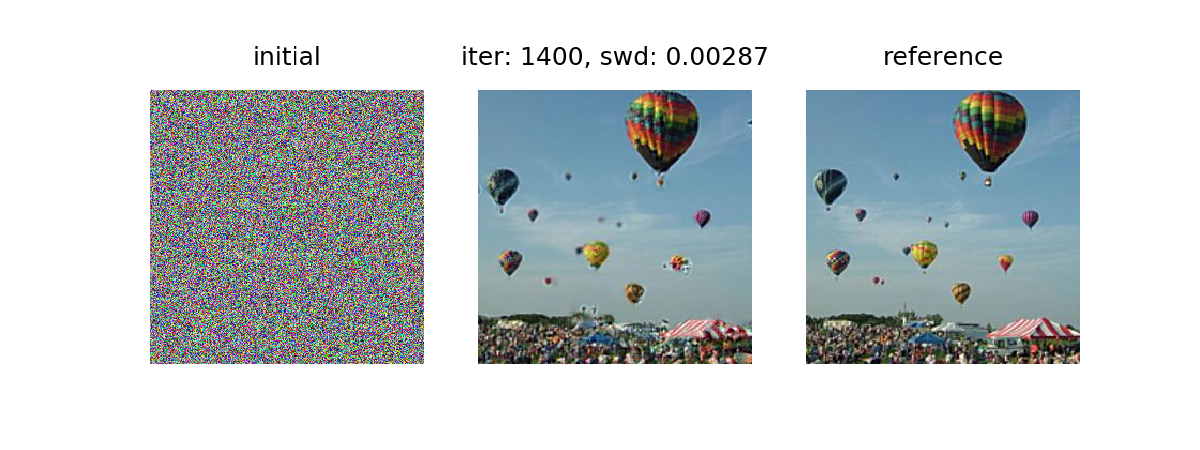 initial
iter: 1400, swd: 0.00287
reference